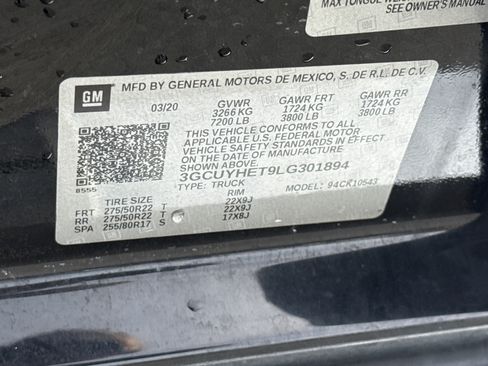 MAX TONGUE WEI
SEE OWNER'S MANUAL
GM
MFD BY GENERAL MOTORS DE MEXICO, S. DE R.L. DE C.V.
03/20 GVWR GAWR FRT GAWR RR
3266 KG 1724 KG 1724 KG
7200 LB 3800 LB 3800 LB
THIS VEHICLE CONFORMS TO ALL
APPLICABLE U.S. FEDERAL MOTOR
VEHICLE SAFETY STANDARDS IN EFFECT
ON THE DATE OF MANUFACTURE
3GCUYHET9LG301894
8555 TYPE: TRUCK MODEL: 94CK10543
TIRE SIZE RIM
FRT 275/50R22 T 22X9J
RR 275/50R22 T 22X9J
SPA 255/80R17 S 17X8J